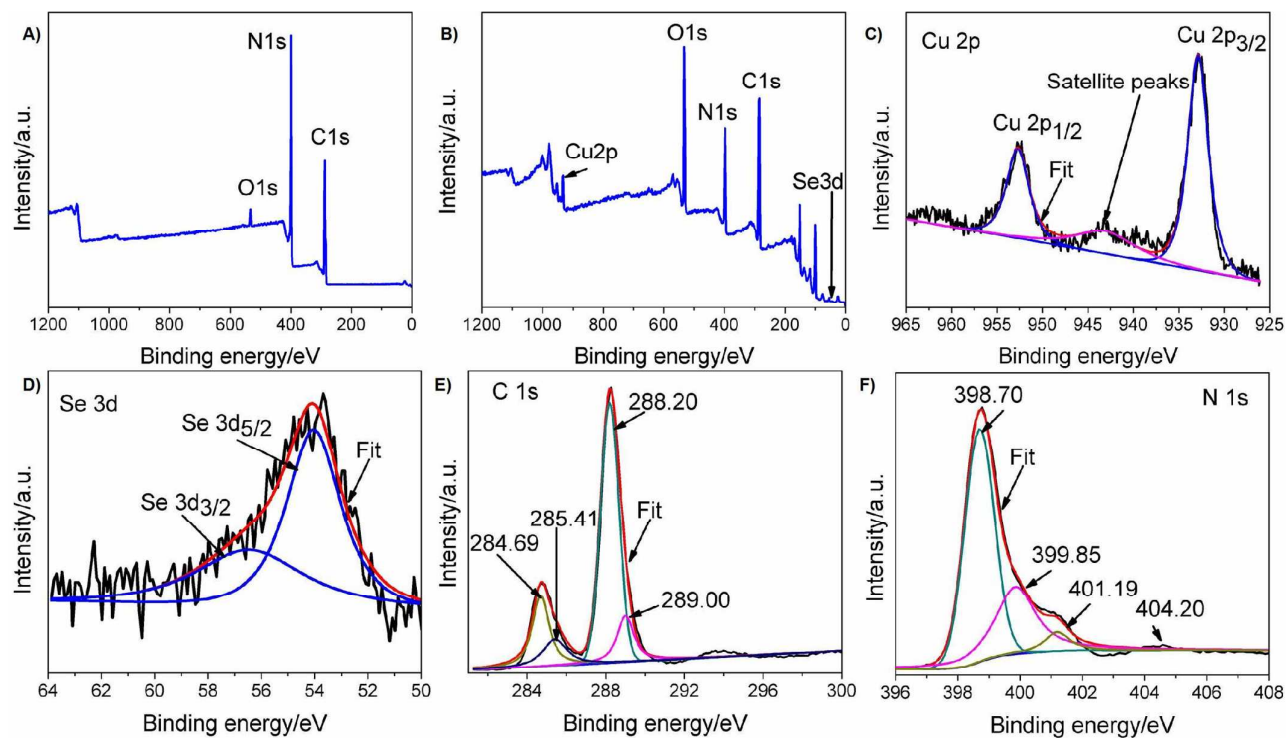 A)
N1s
C1s
O1s
Intensity/a.u.
1200 1000 800 600 400 200 0
Binding energy/eV
B)
O1s
C1s
N1s
Cu2p
Se3d
Intensity/a.u.
1200 1000 800 600 400 200 0
Binding energy/eV
C)
Cu 2p
Cu 2p3/2
Satellite peaks
Cu 2p1/2
Fit
Intensity/a.u.
965 960 955 950 945 940 935 930 925
Binding energy/eV
D)
Se 3d
Se 3d5/2
Fit
Se 3d3/2
Intensity/a.u.
64 62 60 58 56 54 52 50
Binding energy/eV
E)
C 1s
288.20
Fit
285.41
284.69
289.00
Intensity/a.u.
284 288 292 296 300
Binding energy/eV
F)
N 1s
398.70
Fit
399.85
401.19
404.20
Intensity/a.u.
396 398 400 402 404 406 408
Binding energy/eV